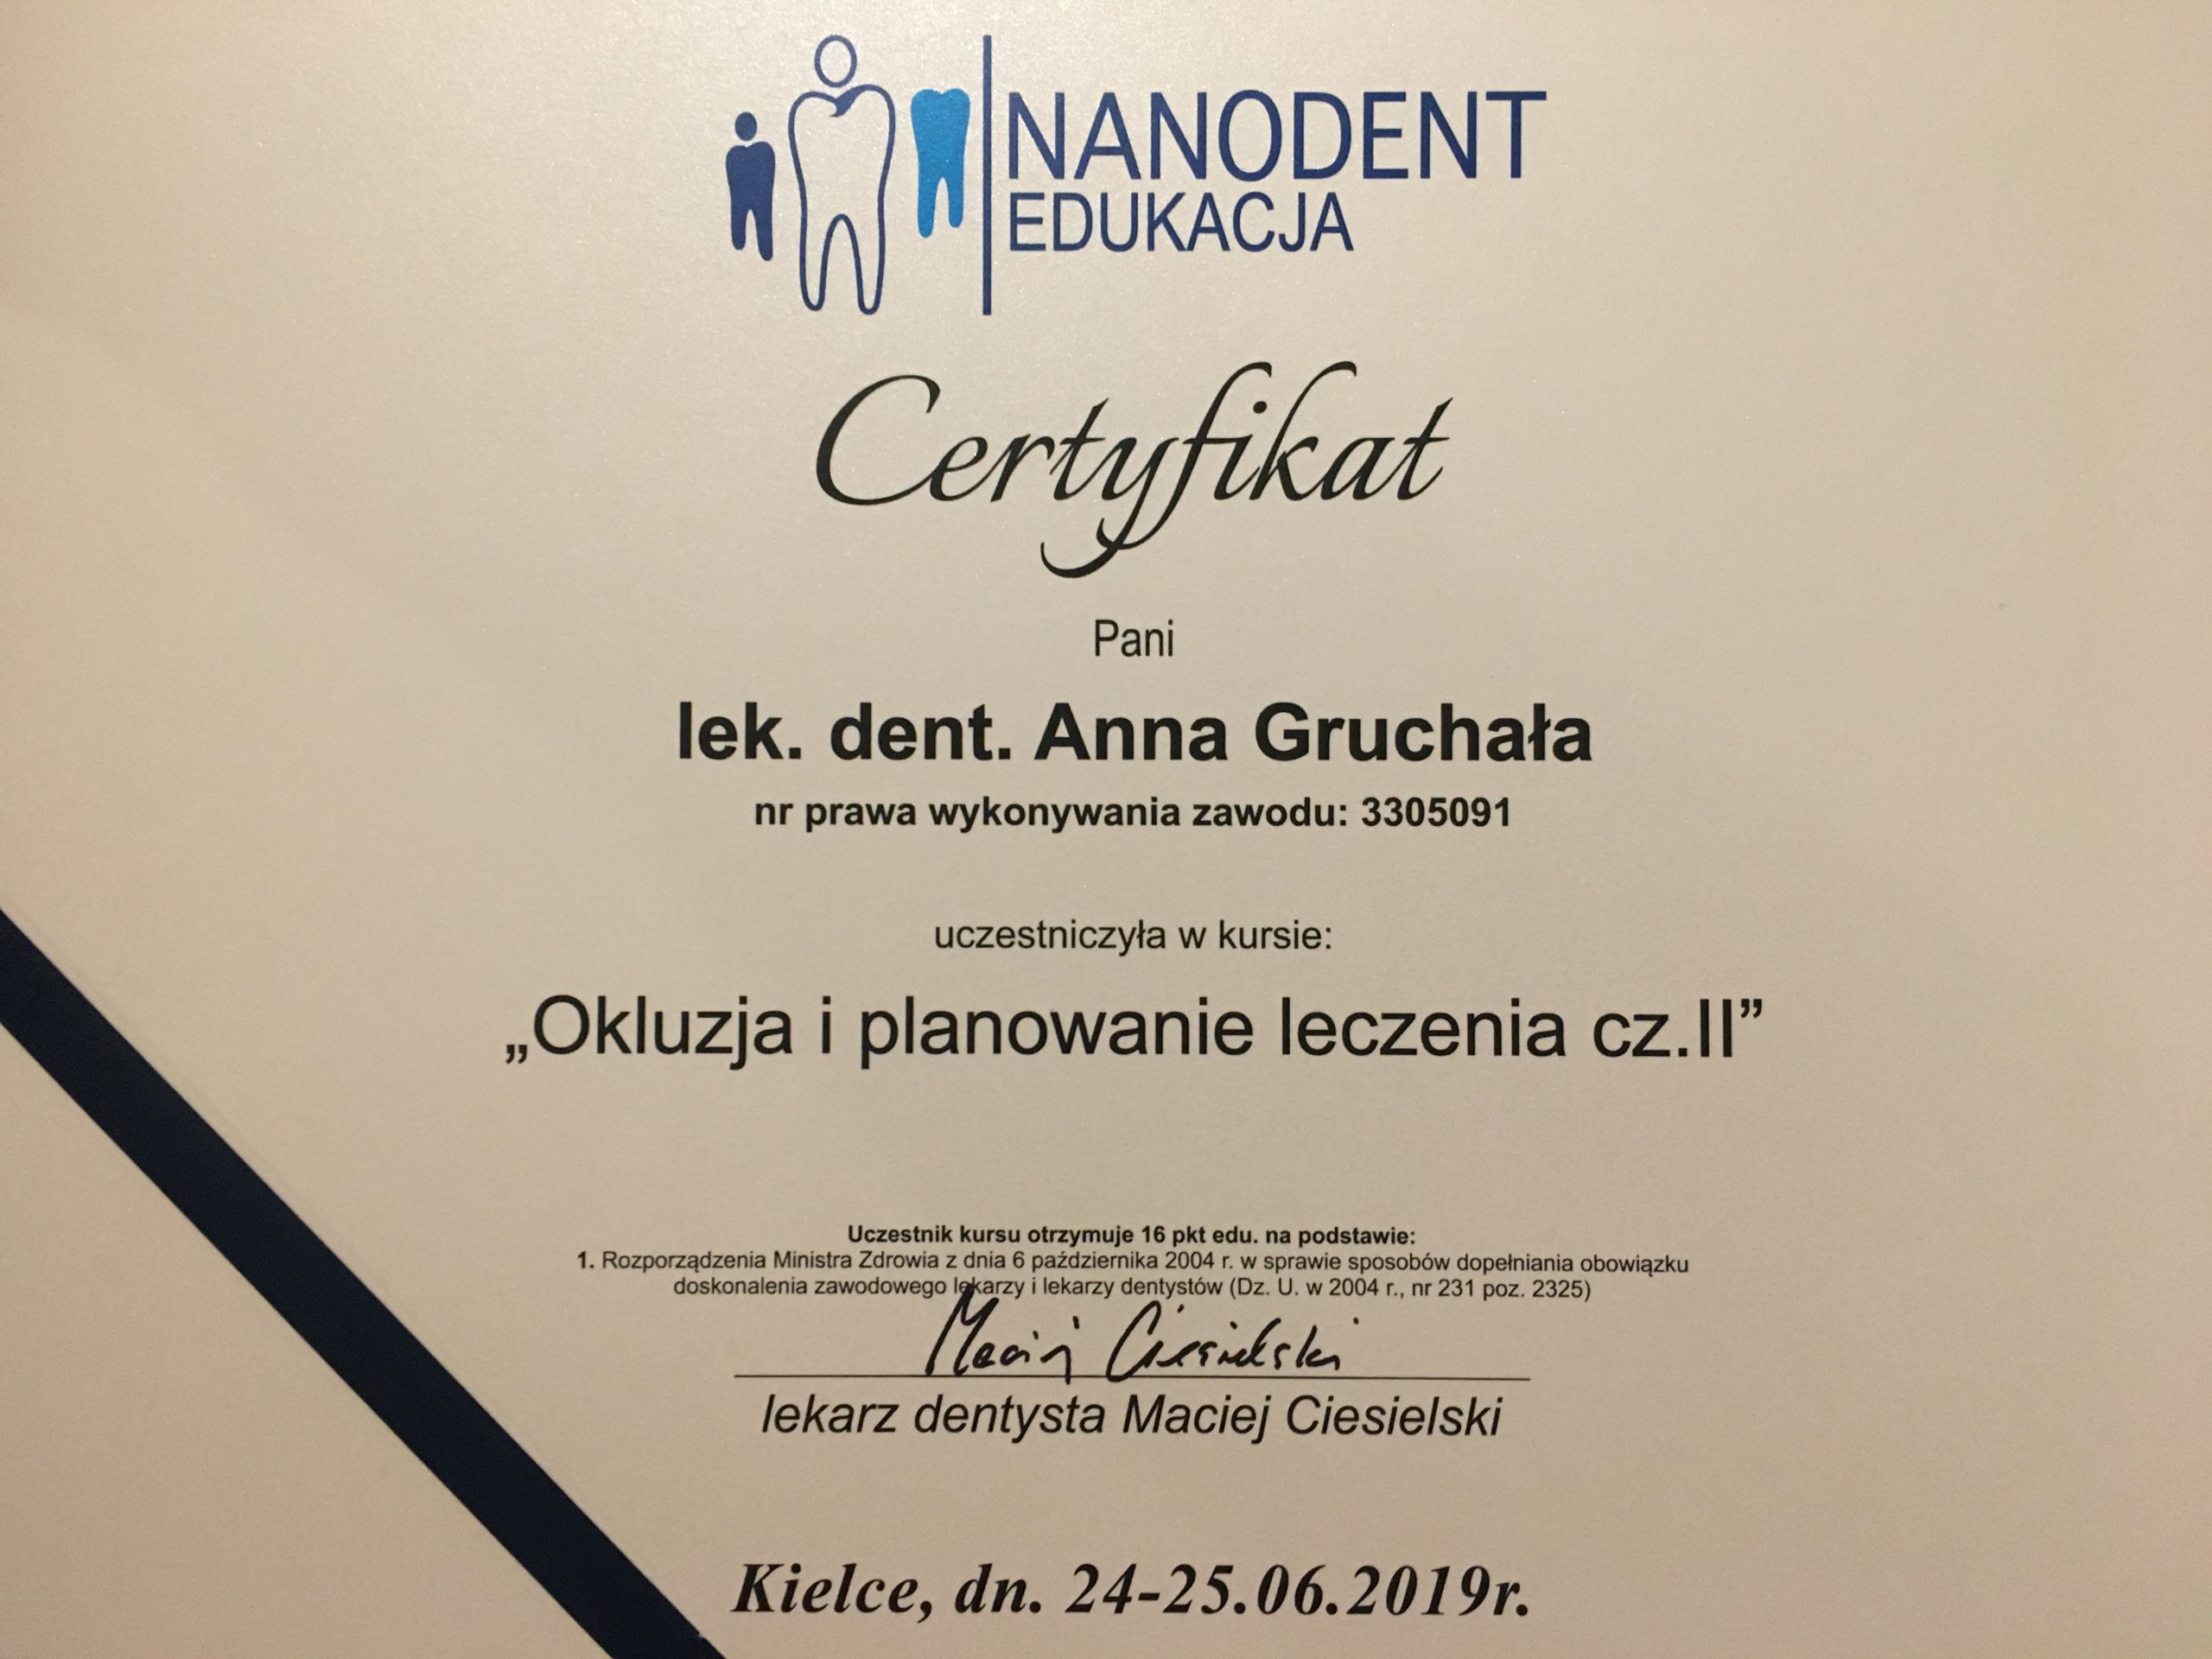 NANODENT
EDUKACJA
Certyfikat
Pani
lek. dent. Anna Gruchała
nr prawa wykonywania zawodu: 3305091
uczestniczyła w kursie:
„Okluzja i planowanie leczenia cz.II”
Uczestnik kursu otrzymuje 16 pkt edu. na podstawie:
1. Rozporządzenia Ministra Zdrowia z dnia 6 października 2004 r. w sprawie sposobów dopełniania obowiązku
doskonalenia zawodowego lekarzy i lekarzy dentystów (Dz. U. w 2004 r., nr 231 poz. 2325)
Maciej Ciesielski
lekarz dentysta Maciej Ciesielski
Kielce, dn. 24-25.06.2019r.